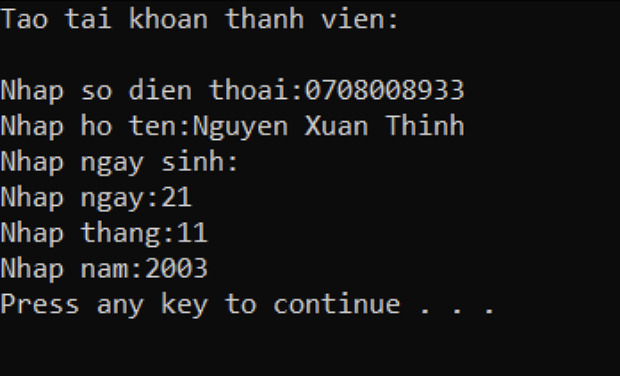 Tao tai khoan thanh vien:
Nhap so dien thoai:0708008933
Nhap ho ten:Nguyen Xuan Thinh
Nhap ngay sinh:
Nhap ngay:21
Nhap thang:11
Nhap nam:2003
Press any key to continue . . .